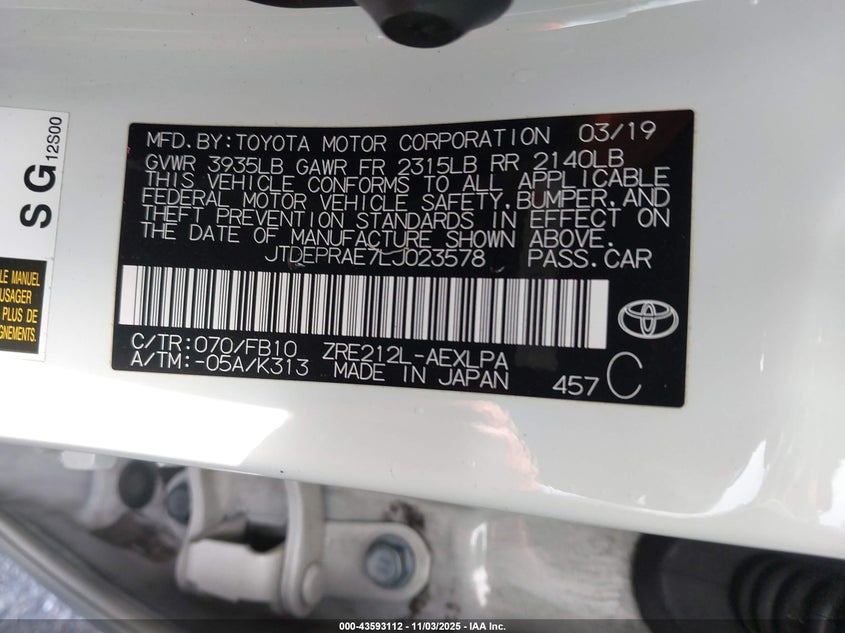 MFD.BY:TOYOTA MOTOR CORPORATION 03/19
GVWR 3935LB GAWR FR 2315LB RR 2140LB
THIS VEHICLE CONFORMS TO ALL APPLICABLE
FEDERAL MOTOR VEHICLE SAFETY,BUMPER,AND
THEFT PREVENTION STANDARDS IN EFFECT ON
THE DATE OF MANUFACTURE SHOWN ABOVE.
JTDEPRAE7LJ023578 PASS.CAR
C/TR:070/FB10 ZRE212L-AEXLPA
A/TM:-05A/K313 MADE IN JAPAN
457 C
SG
12S00
LE MANUEL
USAGER
PLUS DE
GNEMENTS.
000-43593112 - 11/03/2025 - IAA, Inc.